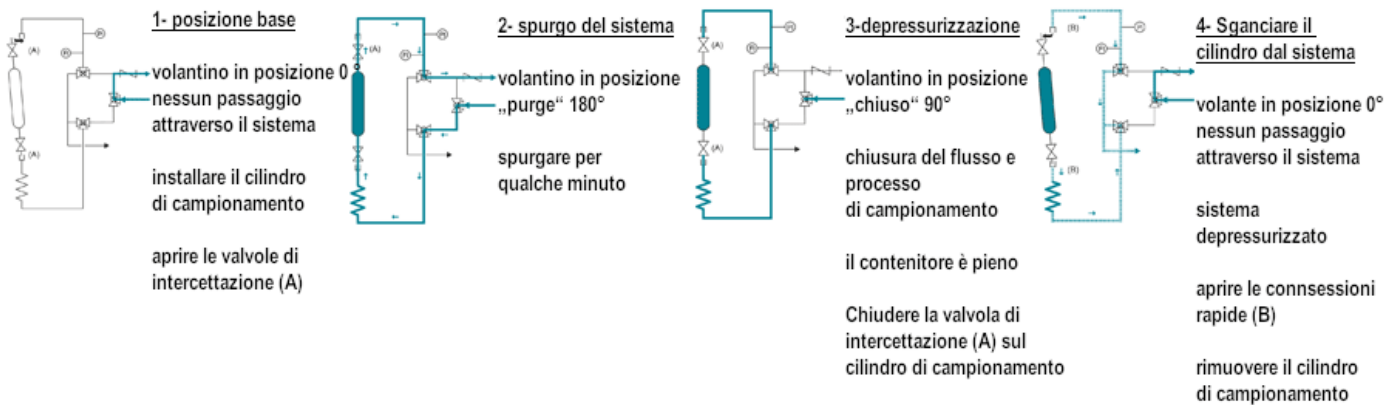 1- posizione base
volantino in posizione 0
nessun passaggio
attraverso il sistema
installare il cilindro
di campionamento
aprire le valvole di
intercettazione (A)
(A)
(A)
PI
2- spurgo del sistema
volantino in posizione
„purge“ 180°
spurgare per
qualche minuto
(A)
PI
3-depressurizzazione
volantino in posizione
„chiuso“ 90°
chiusura del flusso e
processo
di campionamento
il contenitore è pieno
Chiudere la valvola di
intercettazione (A) sul
cilindro di campionamento
(A)
(A)
PI
4- Sganciare il
cilindro dal sistema
volante in posizione 0°
nessun passaggio
attraverso il sistema
sistema
depressurizzato
aprire le connsessioni
rapide (B)
rimuovere il cilindro
di campionamento
(B)
(B)
PI